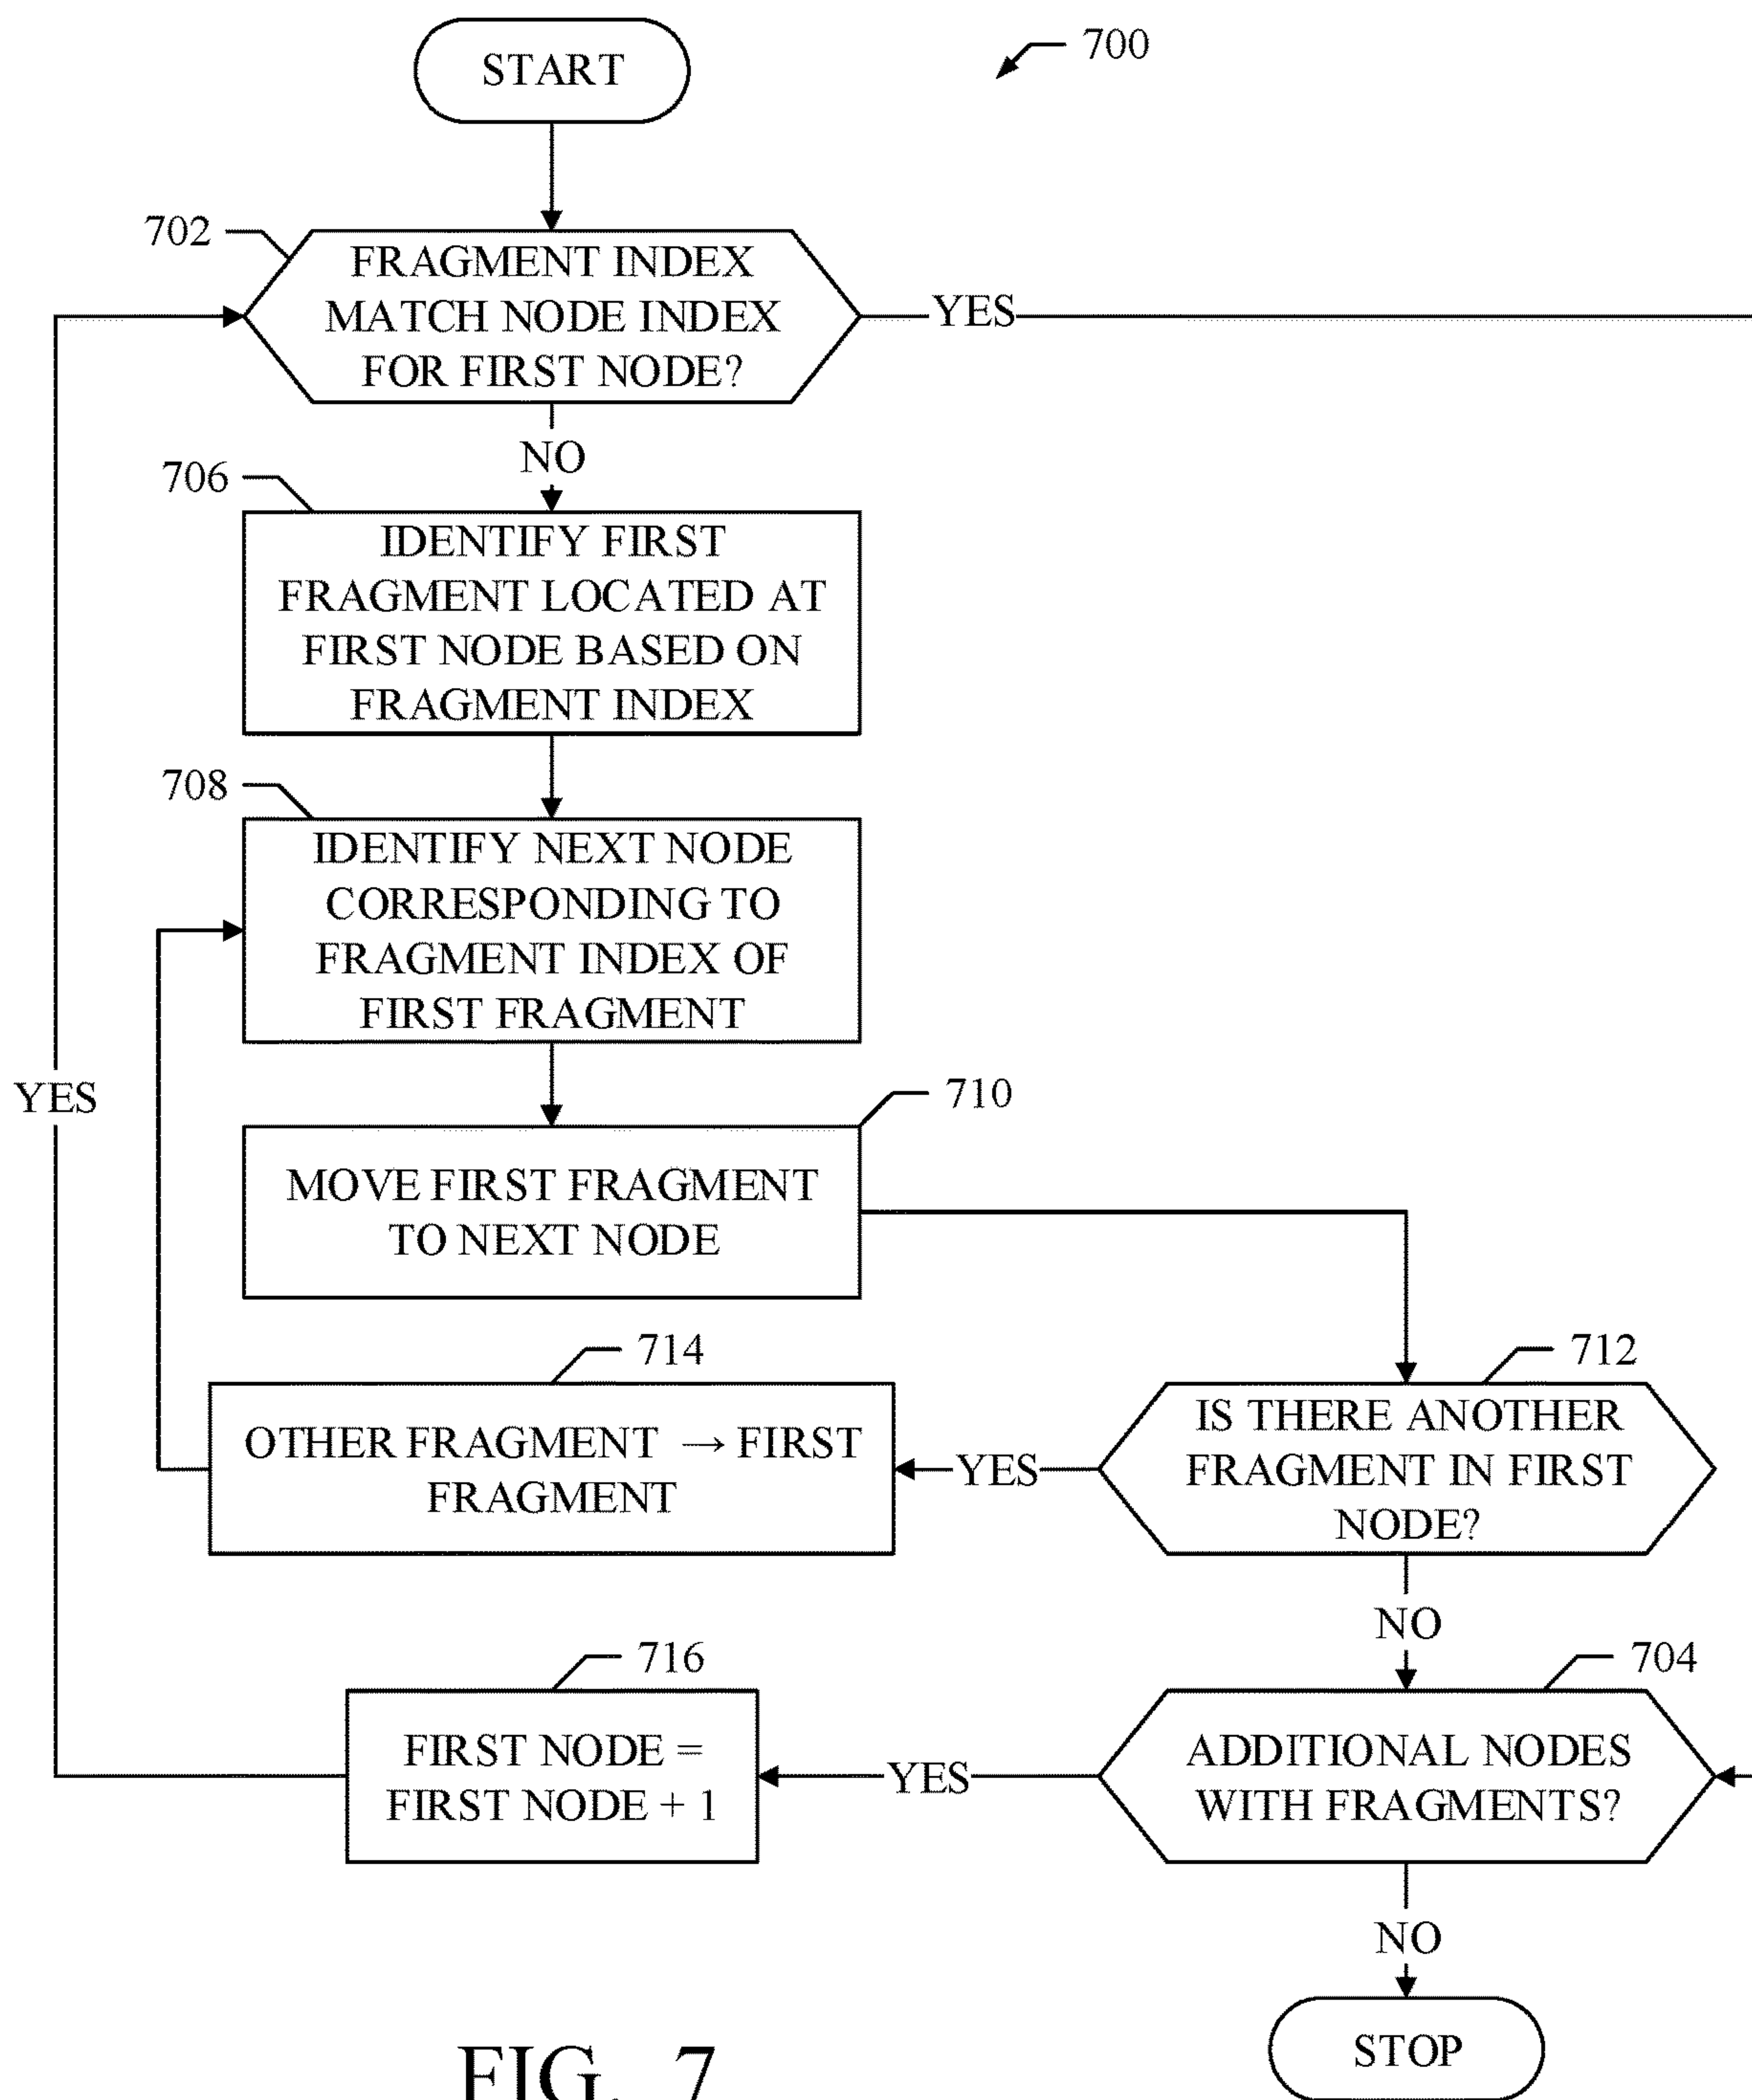 START
700
702
FRAGMENT INDEX
MATCH NODE INDEX
FOR FIRST NODE?
YES
NO
706
IDENTIFY FIRST
FRAGMENT LOCATED AT
FIRST NODE BASED ON
FRAGMENT INDEX
708
IDENTIFY NEXT NODE
CORRESPONDING TO
FRAGMENT INDEX OF
FIRST FRAGMENT
YES
710
MOVE FIRST FRAGMENT
TO NEXT NODE
714
OTHER FRAGMENT → FIRST
FRAGMENT
YES
712
IS THERE ANOTHER
FRAGMENT IN FIRST
NODE?
NO
716
FIRST NODE =
FIRST NODE + 1
YES
704
ADDITIONAL NODES
WITH FRAGMENTS?
NO
STOP
FIG. 7